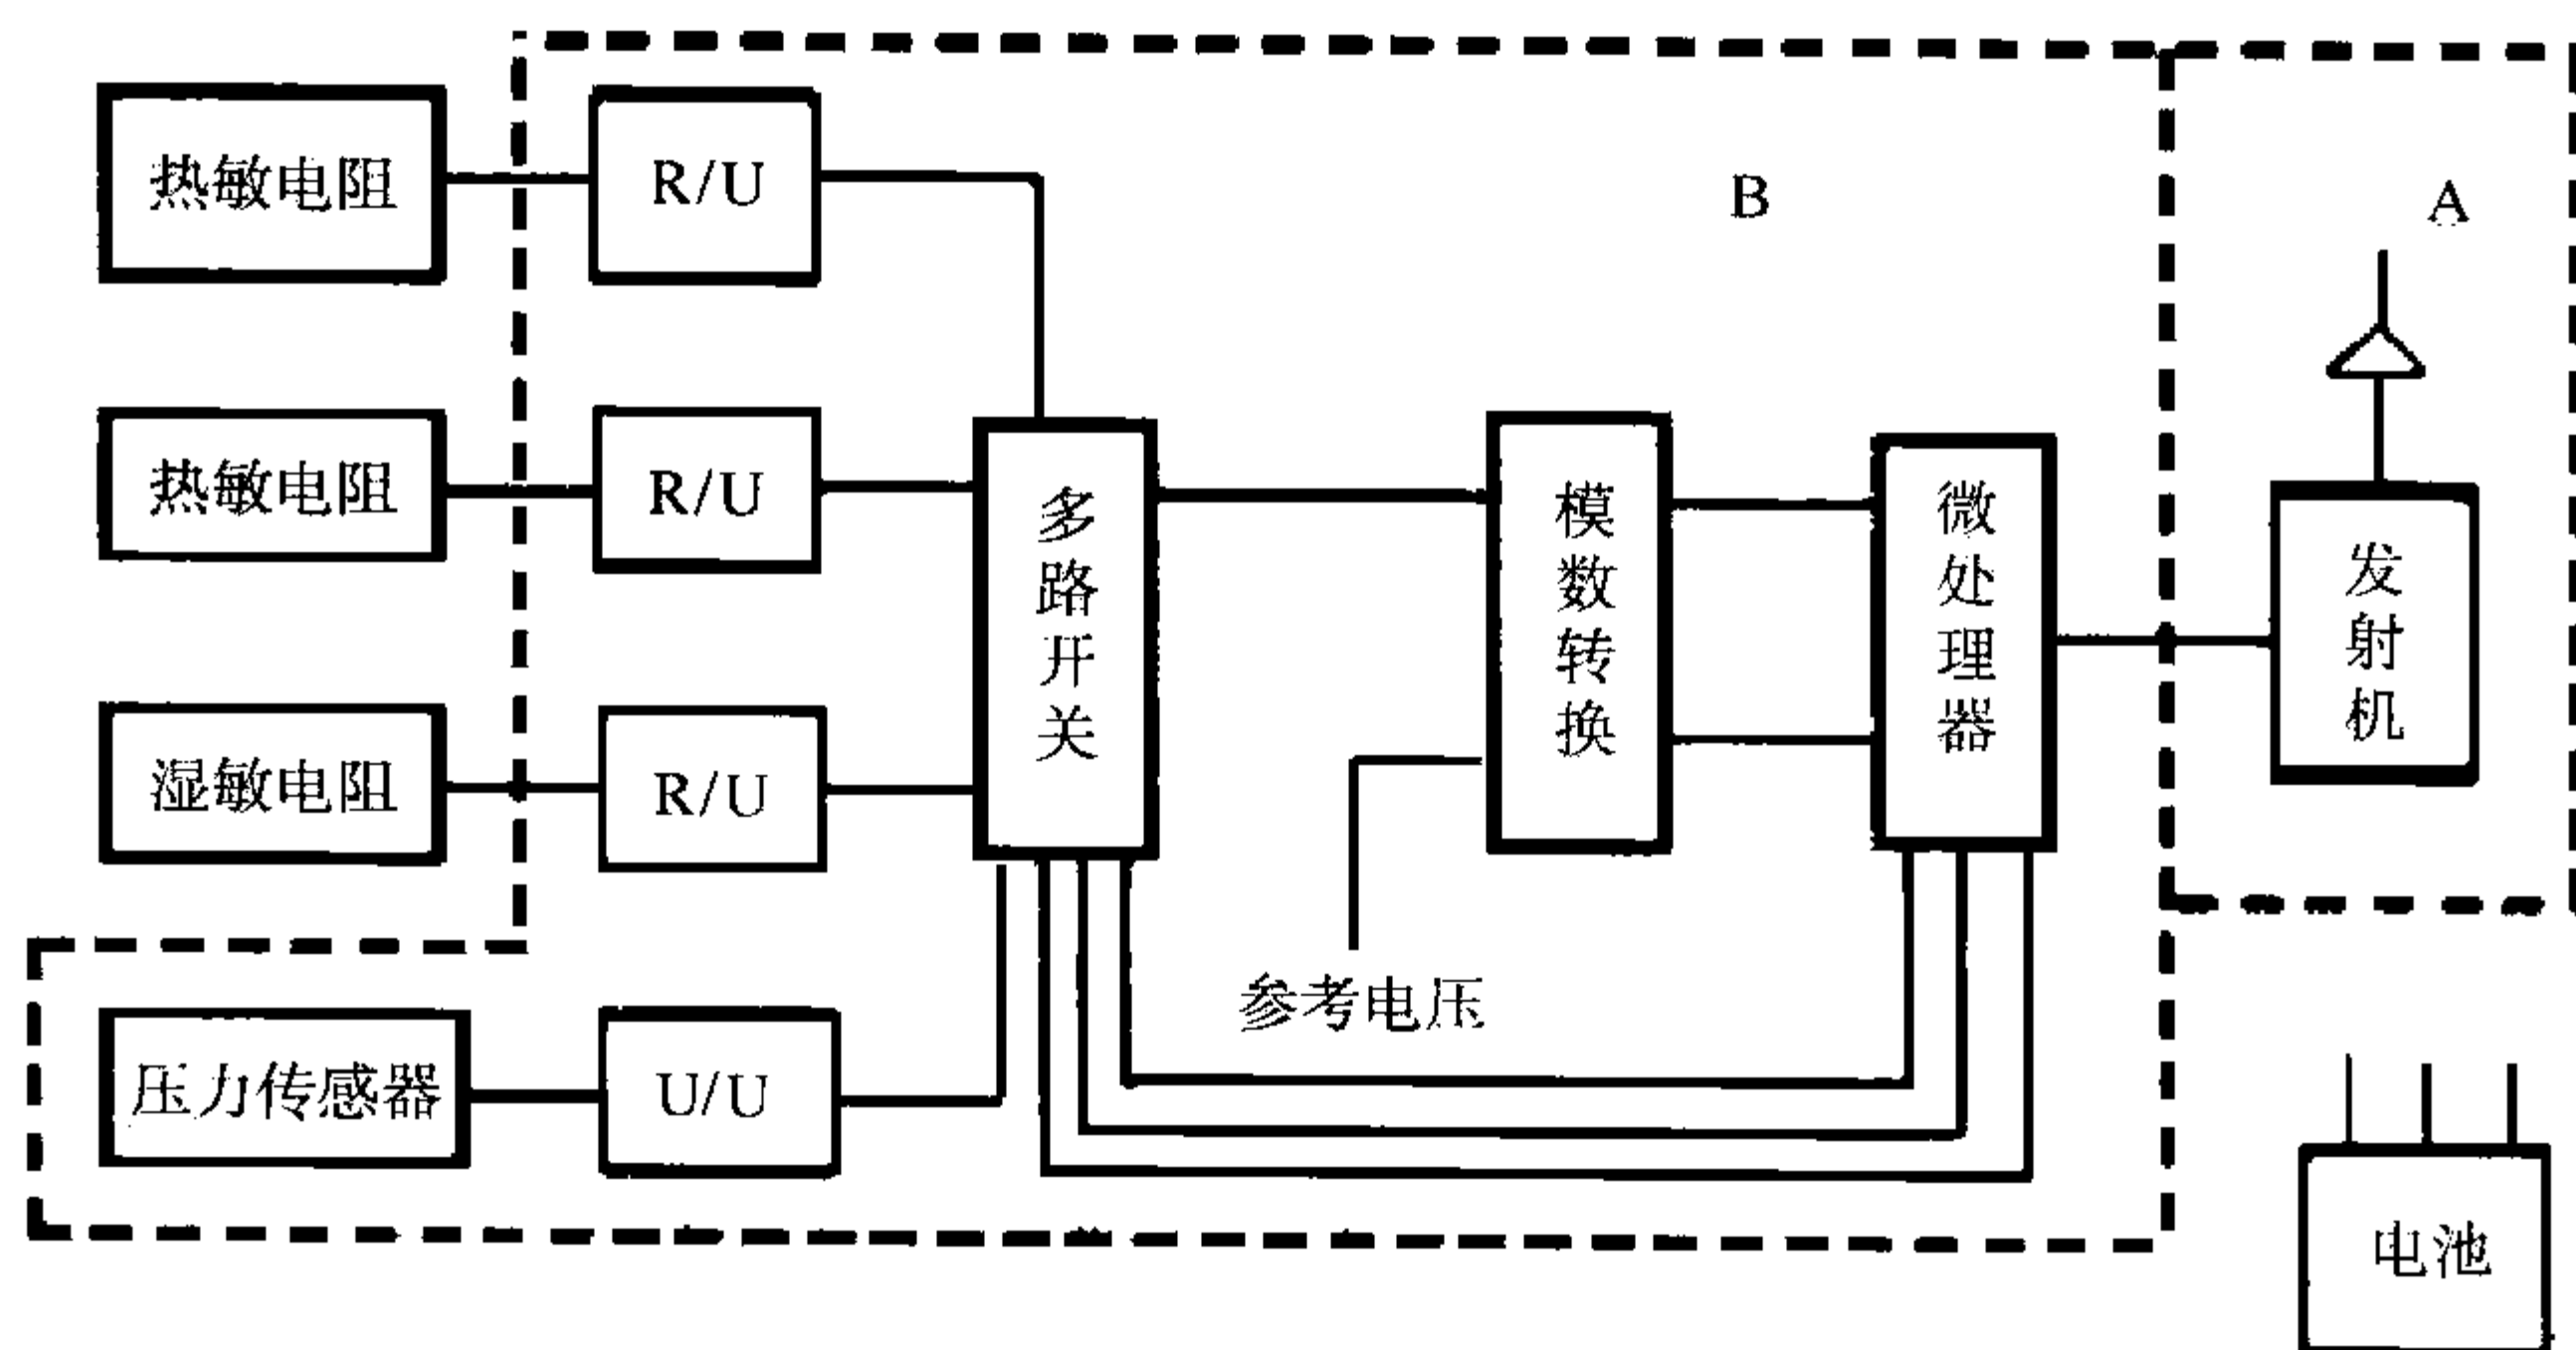 热敏电阻
R/U
B
A
热敏电阻
R/U
多路开关
模数转换
微处理器
发射机
湿敏电阻
R/U
参考电压
压力传感器
U/U
电池